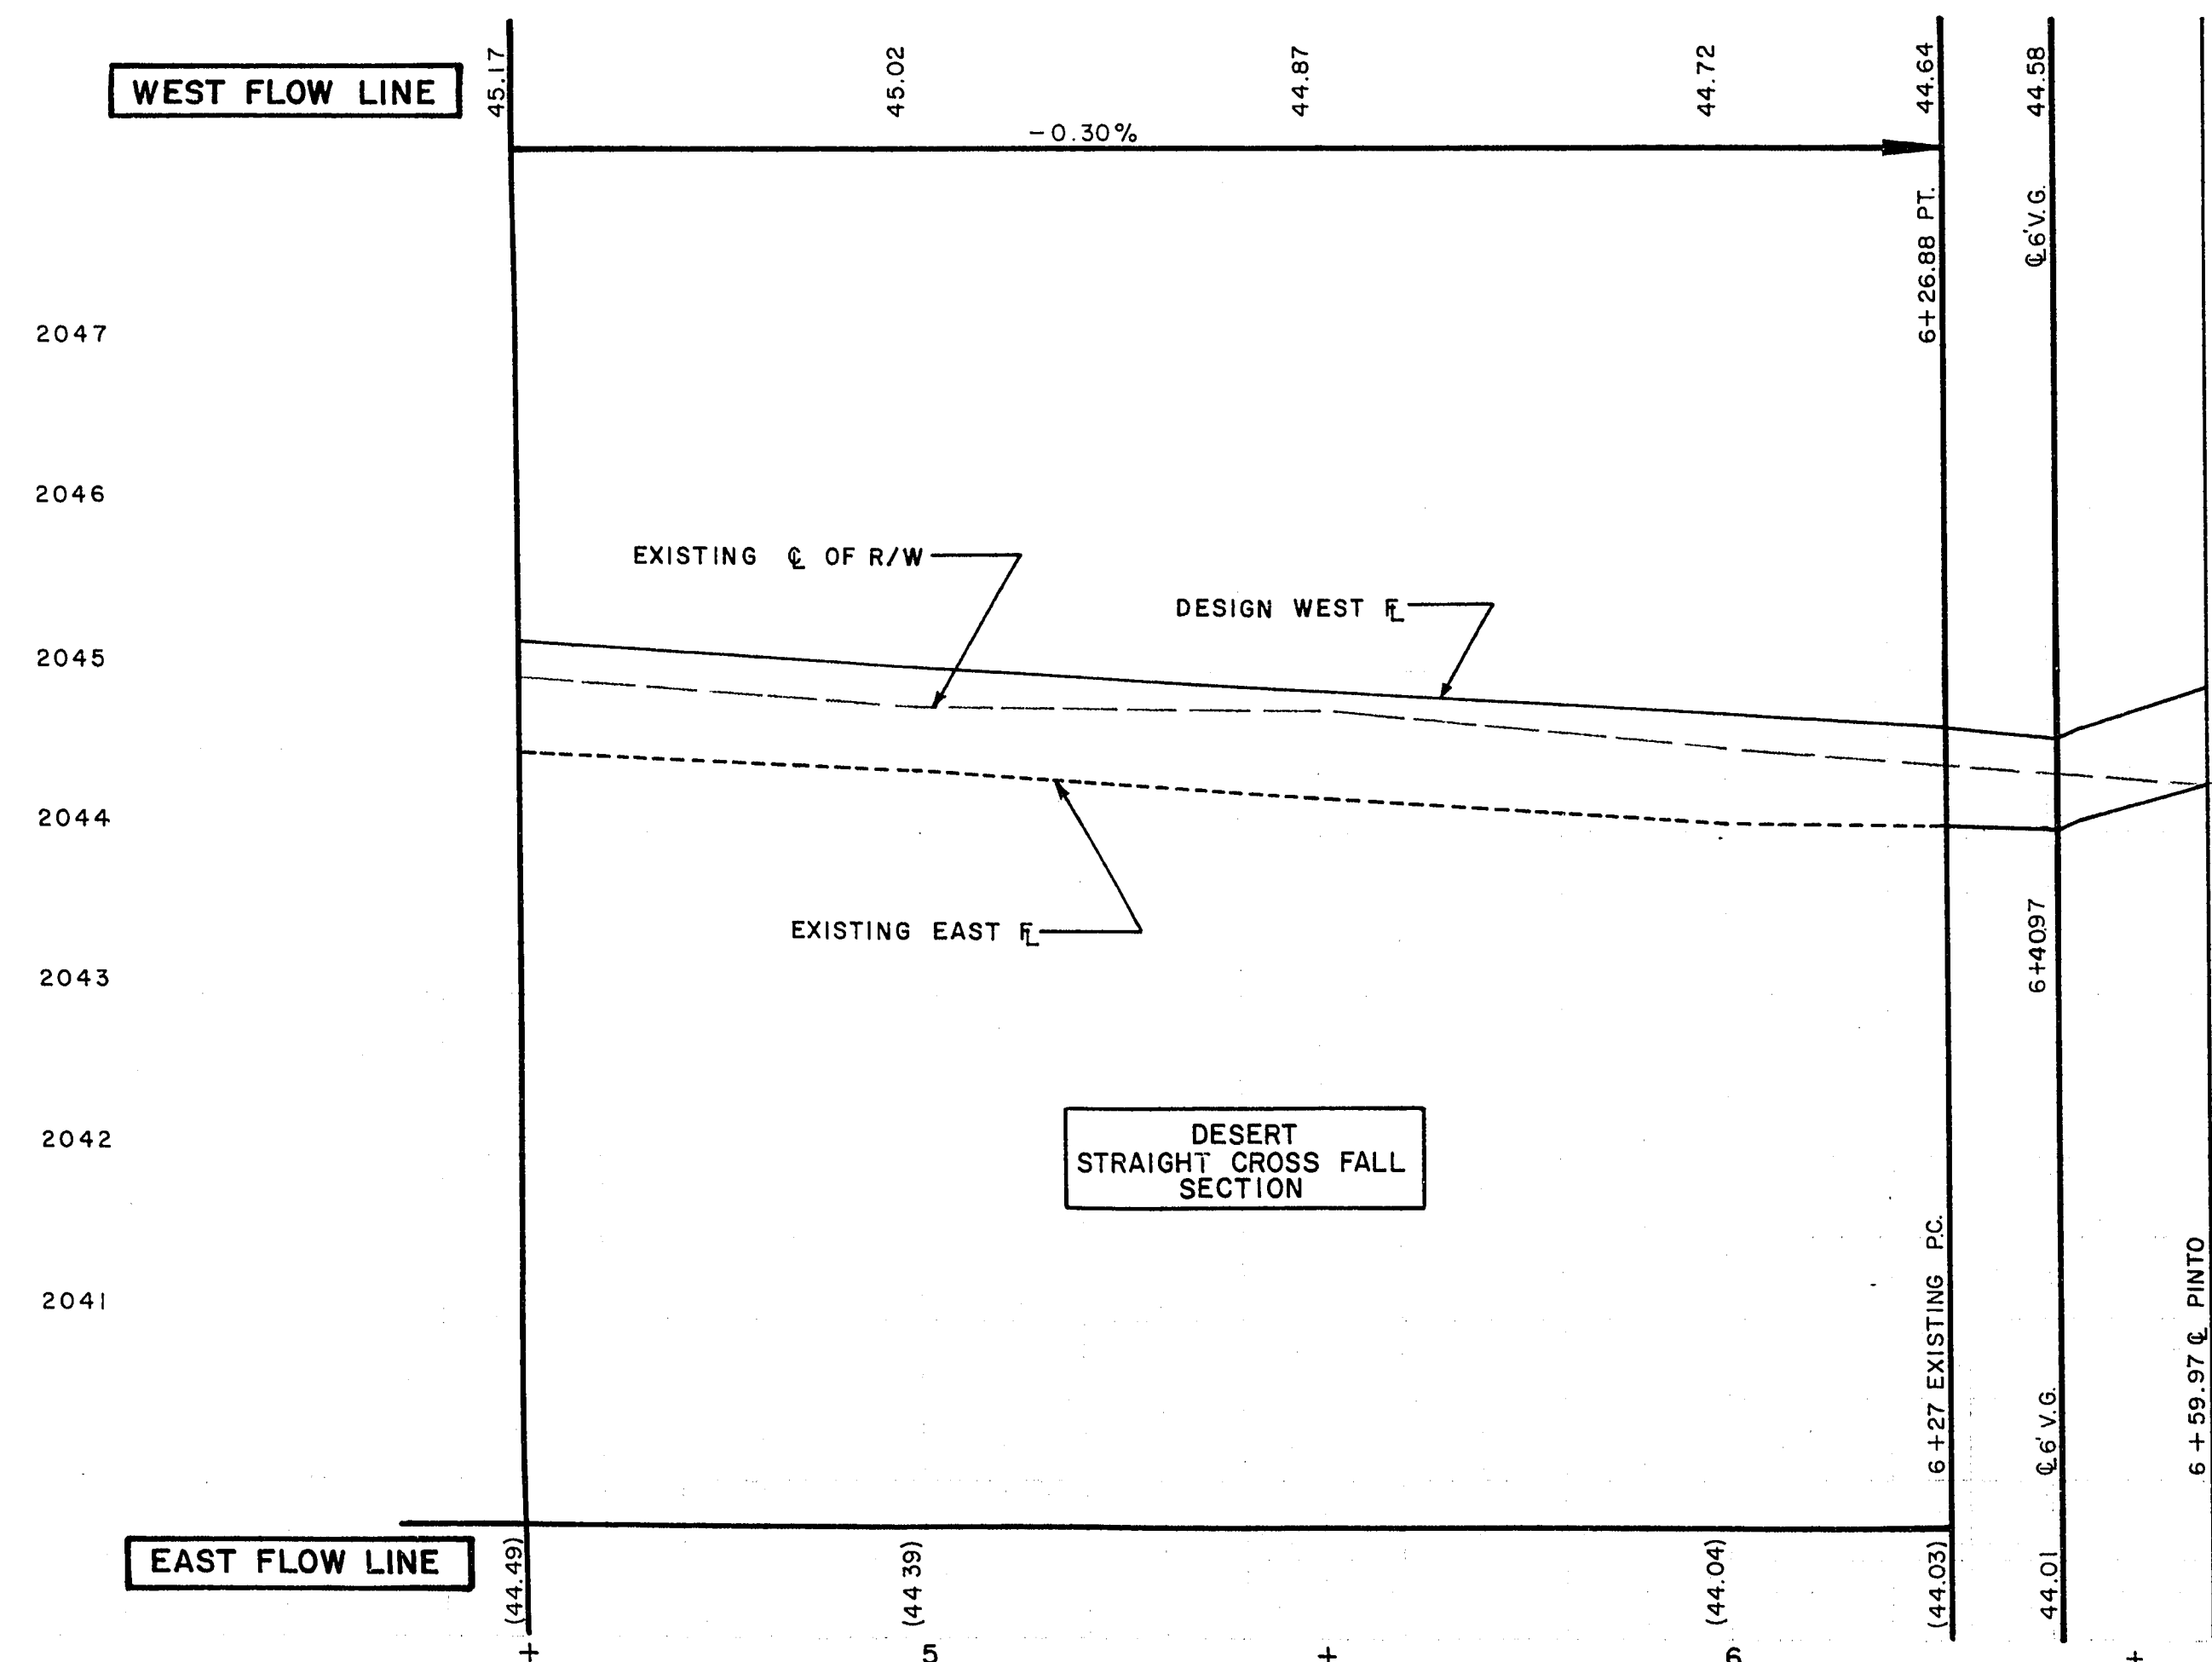 WEST FLOW LINE
45.17
45.02
44.87
44.72
44.64
44.58
-0.30%
6+26.88 PT.
℄6'V.G.
2047
2046
2045
2044
2043
2042
2041
EXISTING ℄ OF R/W
DESIGN WEST FL
EXISTING EAST FL
6+40.97
DESERT
STRAIGHT CROSS FALL
SECTION
6+27 EXISTING P.C.
℄6' V.G.
6+59.97 ℄ PINTO
EAST FLOW LINE
(44.49)
(44 39)
(44.04)
(44.03)
44.01
+
5
+
6
+